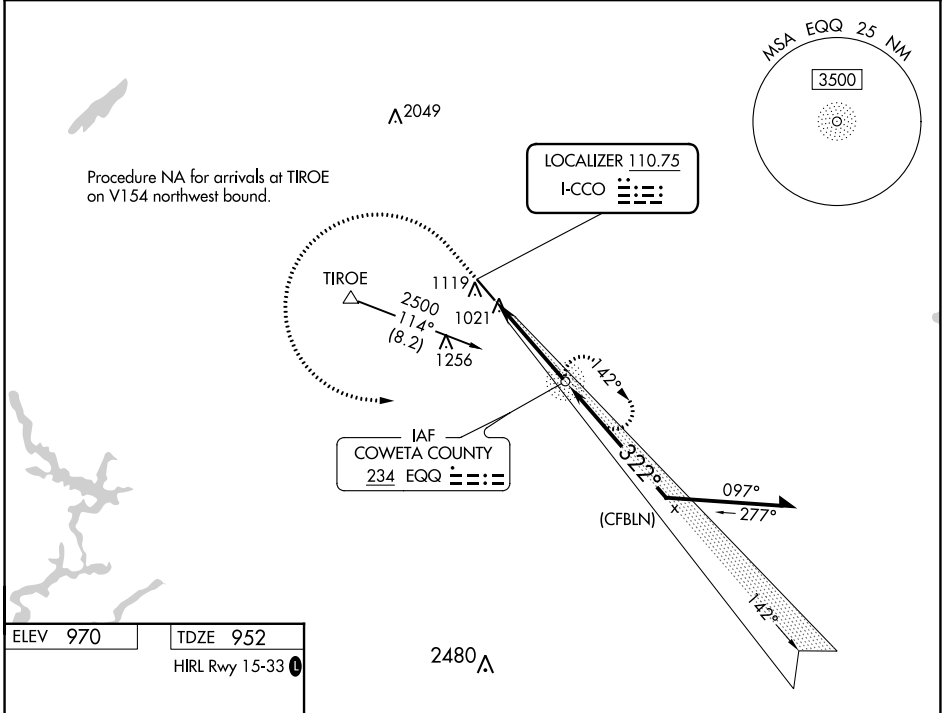 MSA EQQ 25 NM
3500
2049
Procedure NA for arrivals at TIROE
on V154 northwest bound.
LOCALIZER 110.75
I-CCO
TIROE
2500
114°
(8.2)
1119
1021
1256
142°
IAF
COWETA COUNTY
234 EQQ
322°
097°
277°
(CFBLN)
x
142°
ELEV 970
TDZE 952
HIRL Rwy 15-33 L
2480